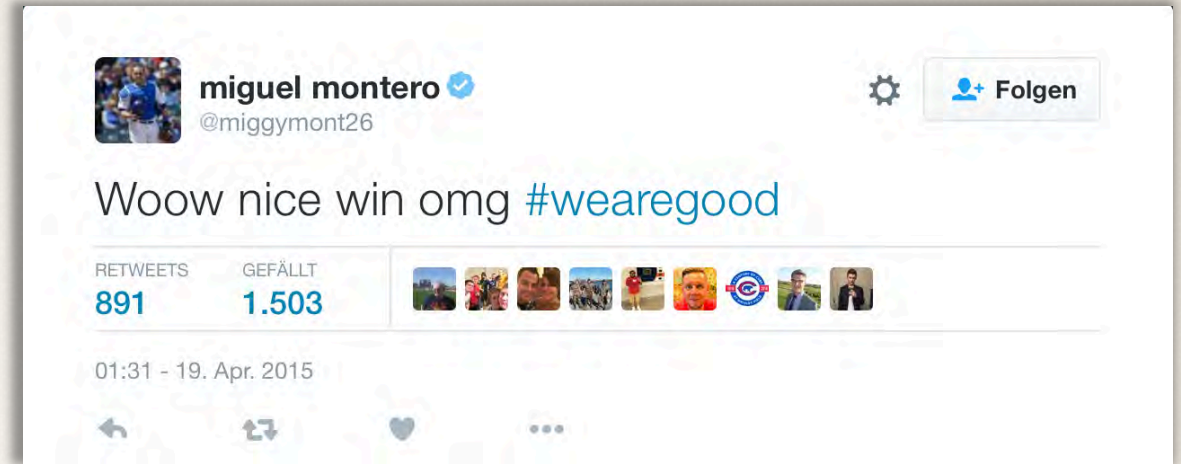 miguel montero
@miggymont26
Folgen
Woow nice win omg #wearegood
RETWEETS GEFÄLLT
891 1.503
01:31 - 19. Apr. 2015